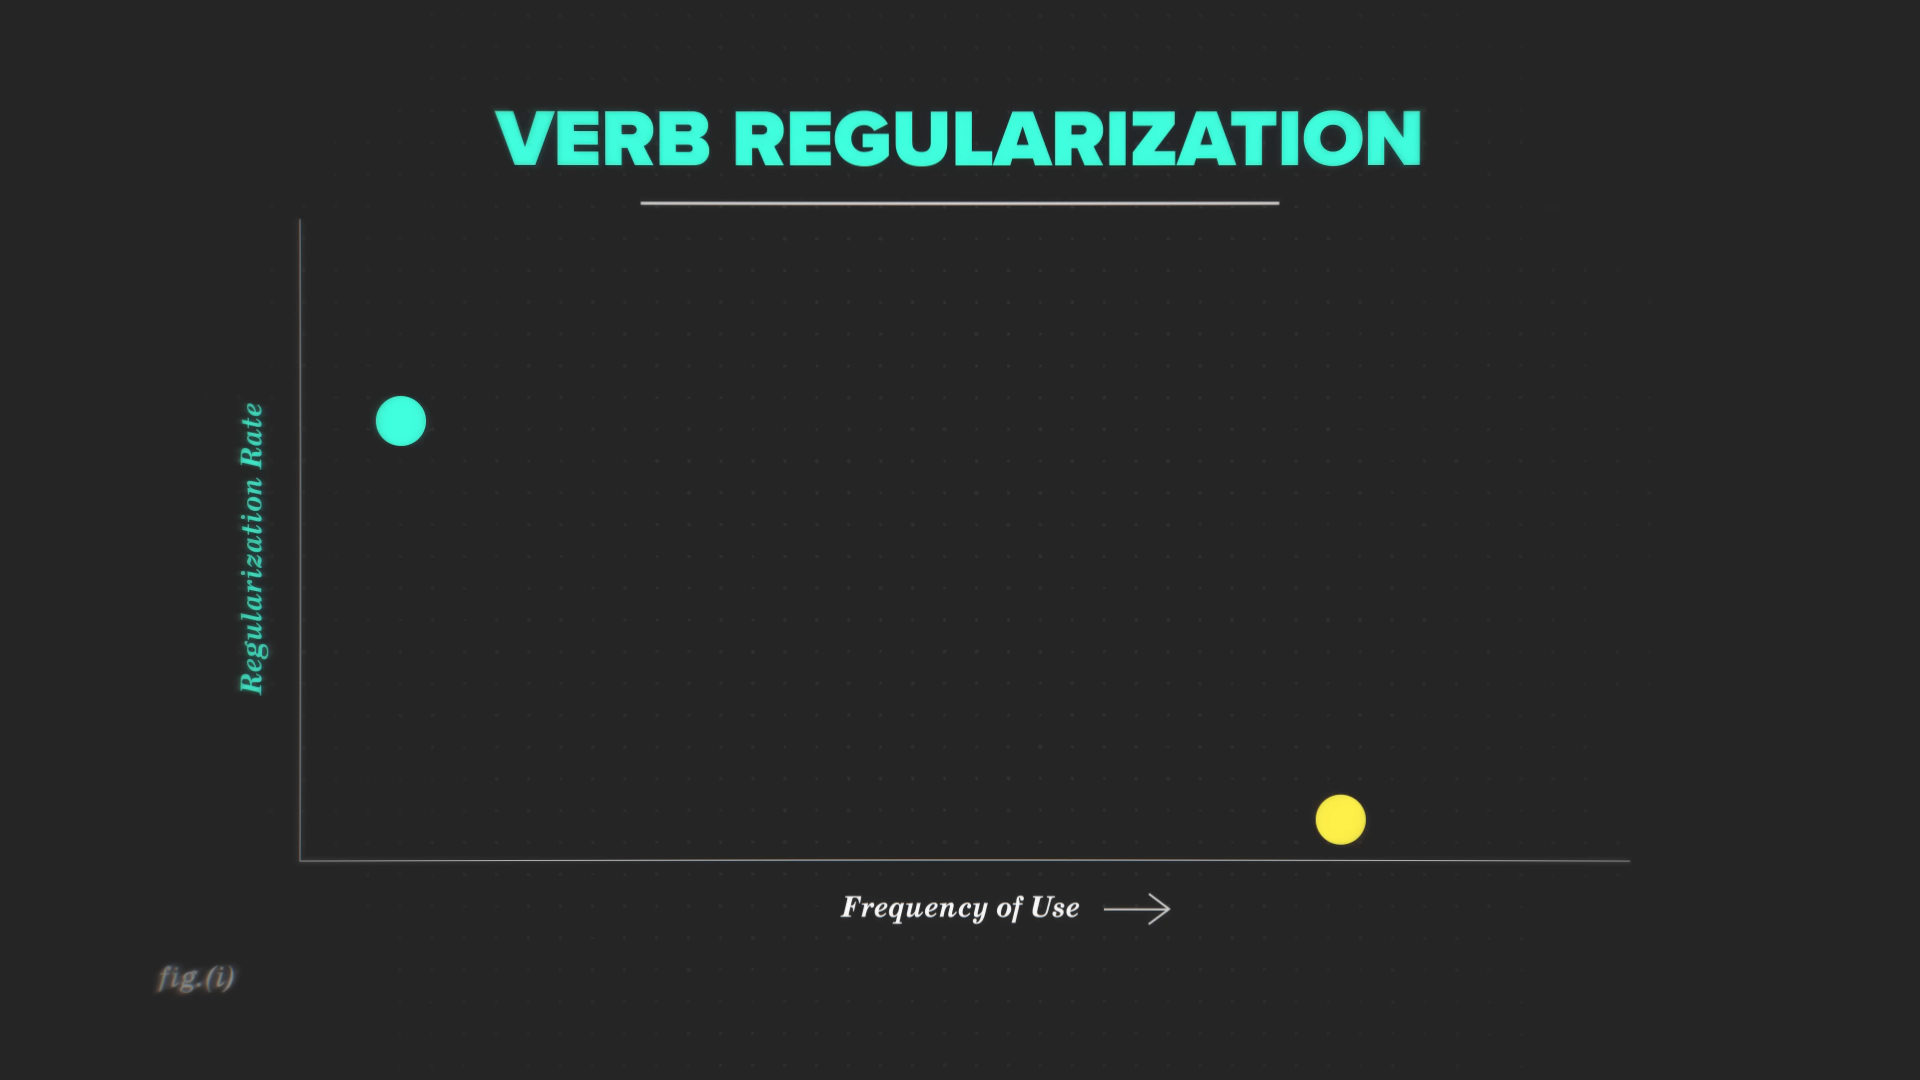 VERB REGULARIZATION
Regularization Rate
Frequency of Use
fig.(i)